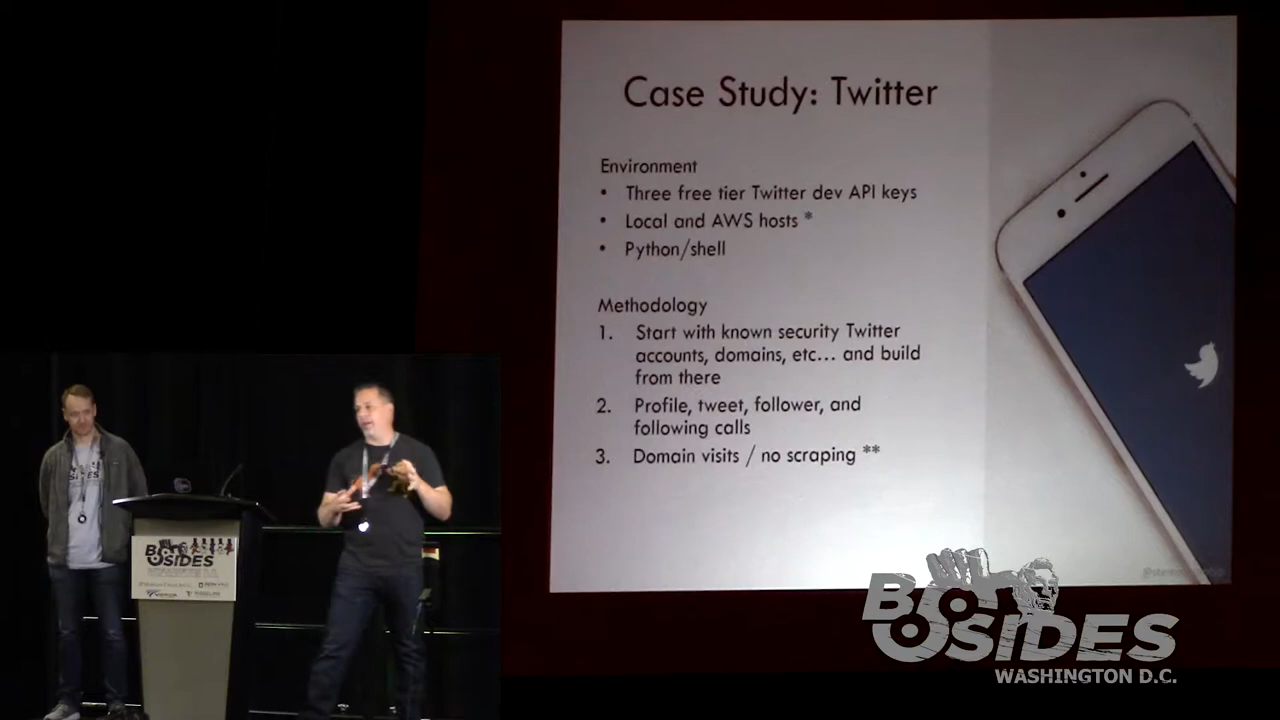 Case Study: Twitter
Environment
• Three free tier Twitter dev API keys
• Local and AWS hosts *
• Python/shell
Methodology
1. Start with known security Twitter
accounts, domains, etc... and build
from there
2. Profile, tweet, follower, and
following calls
3. Domain visits / no scraping **
SIDES
BSIDES
BSIDES
WASHINGTON D.C.